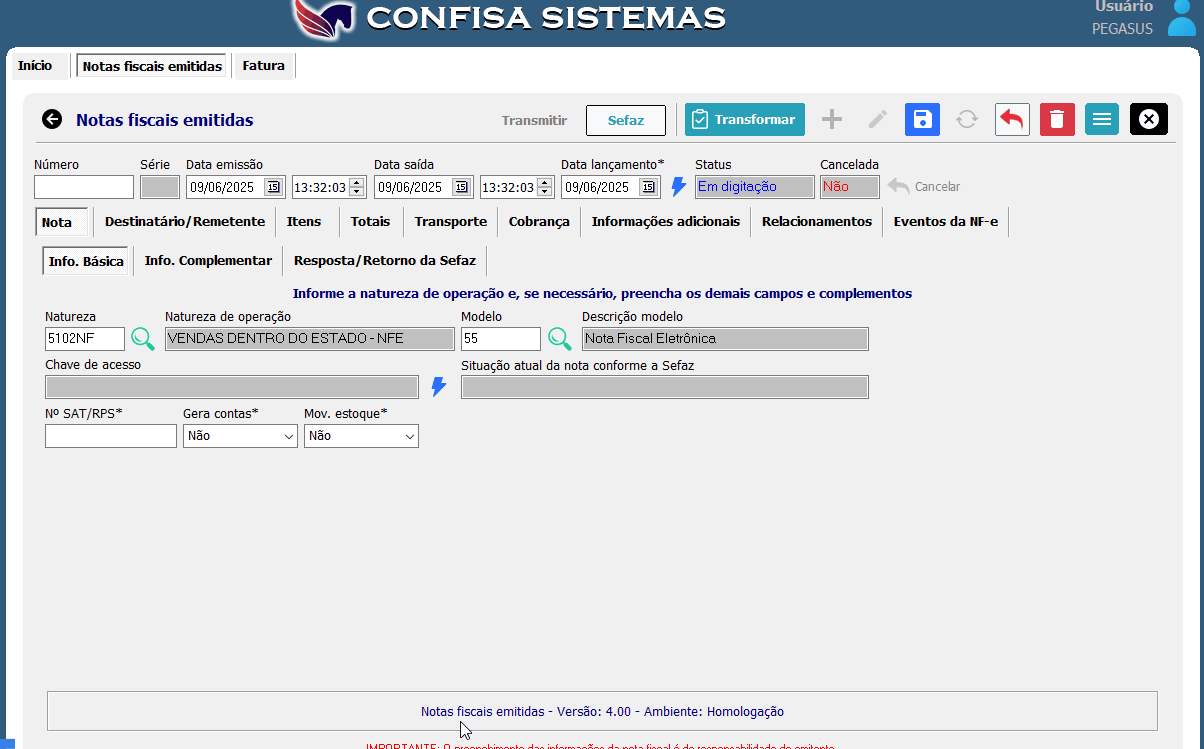 CONFISA SISTEMAS
Usuário
PEGASUS
Início Notas fiscais emitidas Fatura
Notas fiscais emitidas Transmitir Sefaz Transformar
Número Série Data emissão Data saída Data lançamento* Status Cancelada
09/06/2025 15 13:32:03 09/06/2025 15 13:32:03 09/06/2025 15 Em digitação Não Cancelar
Nota Destinatário/Remetente Itens Totais Transporte Cobrança Informações adicionais Relacionamentos Eventos da NF-e
Info. Básica Info. Complementar Resposta/Retorno da Sefaz
Informe a natureza de operação e, se necessário, preencha os demais campos e complementos
Natureza Natureza de operação Modelo Descrição modelo
5102NF VENDAS DENTRO DO ESTADO - NFE 55 Nota Fiscal Eletrônica
Chave de acesso Situação atual da nota conforme a Sefaz
Nº SAT/RPS* Gera contas* Mov. estoque*
Não Não
Notas fiscais emitidas - Versão: 4.00 - Ambiente: Homologação
IMPORTANTE: O preenchimento das informações da nota fiscal é de responsabilidade do emitente